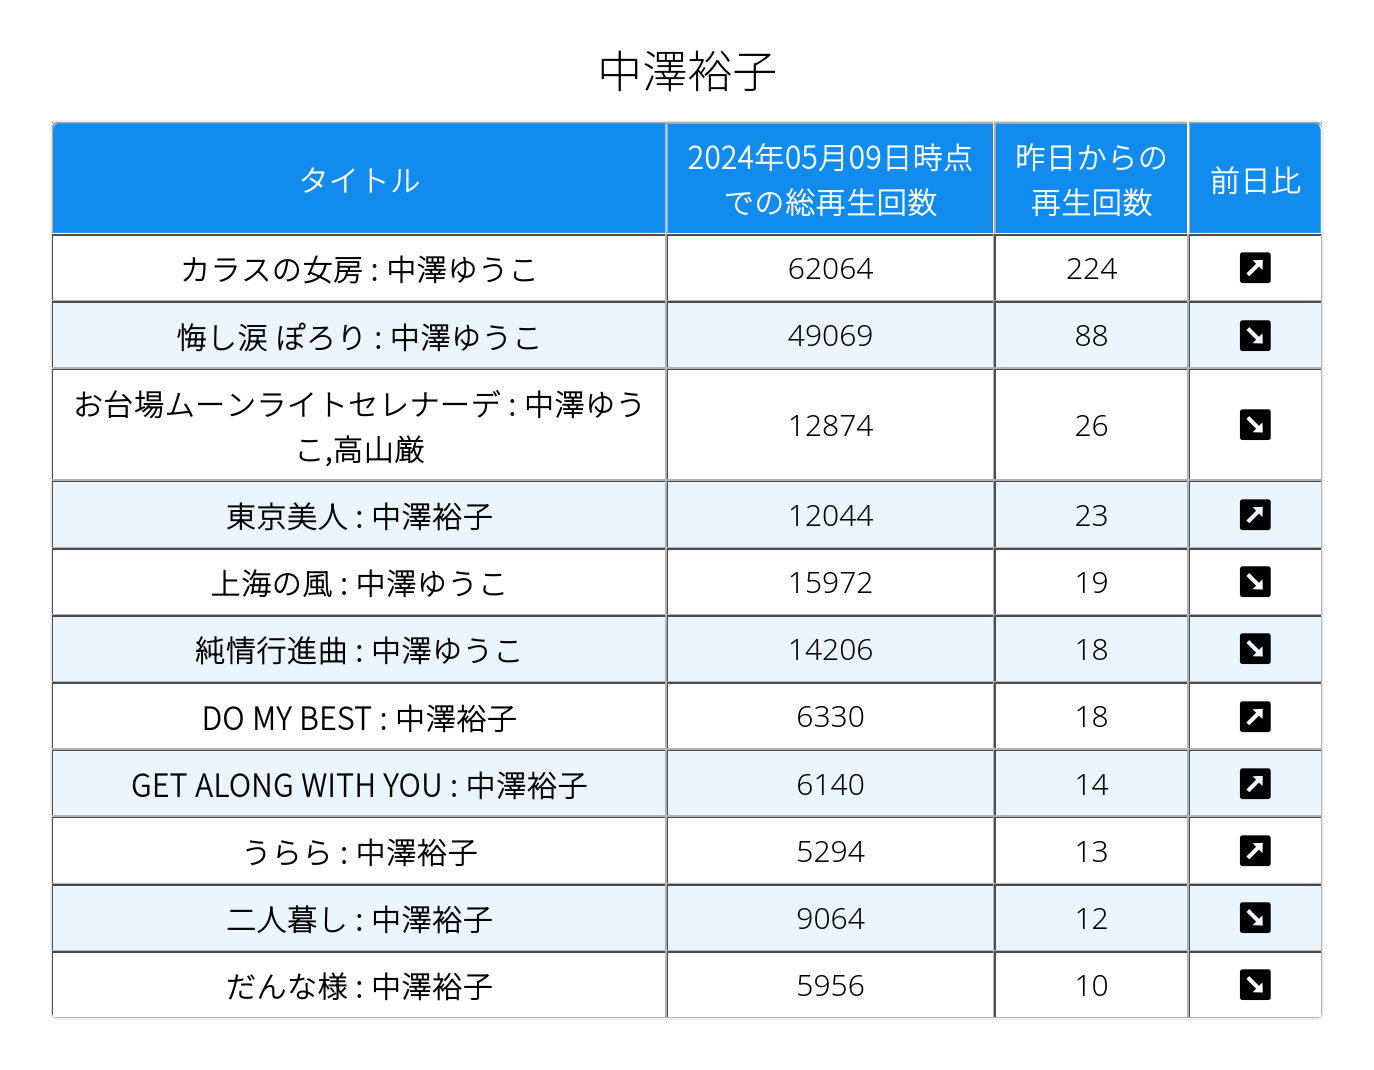 中澤裕子
タイトル
2024年05月09日時点
での総再生回数
昨日からの
再生回数
前日比
カラスの女房 : 中澤ゆうこ
62064
224
悔し涙 ぽろり : 中澤ゆうこ
49069
88
お台場ムーンライトセレナーデ : 中澤ゆう
こ,高山厳
12874
26
東京美人 : 中澤裕子
12044
23
上海の風 : 中澤ゆうこ
15972
19
純情行進曲 : 中澤ゆうこ
14206
18
DO MY BEST : 中澤裕子
6330
18
GET ALONG WITH YOU : 中澤裕子
6140
14
うらら : 中澤裕子
5294
13
二人暮し : 中澤裕子
9064
12
だんな様 : 中澤裕子
5956
10